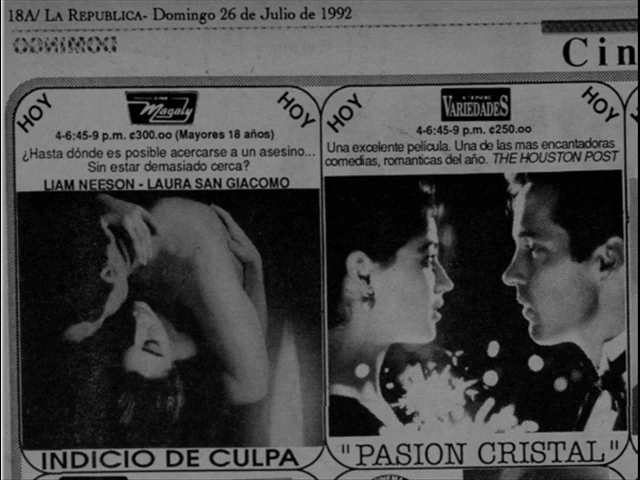 18A/ LA REPUBLICA- Domingo 26 de Julio de 1992
Cin
HOY
CINE Magaly
HOY
4-6:45-9 p.m. ¢300.oo (Mayores 18 años)
¿Hasta dónde es posible acercarse a un asesino...
Sin estar demasiado cerca?
LIAM NEESON - LAURA SAN GIACOMO
INDICIO DE CULPA
HOY
CINE
VARIEDADES
HOY
4-6:45-9 p.m. ¢250.oo
Una excelente película. Una de las mas encantadoras
comedias, romanticas del año. THE HOUSTON POST
"PASION CRISTAL"